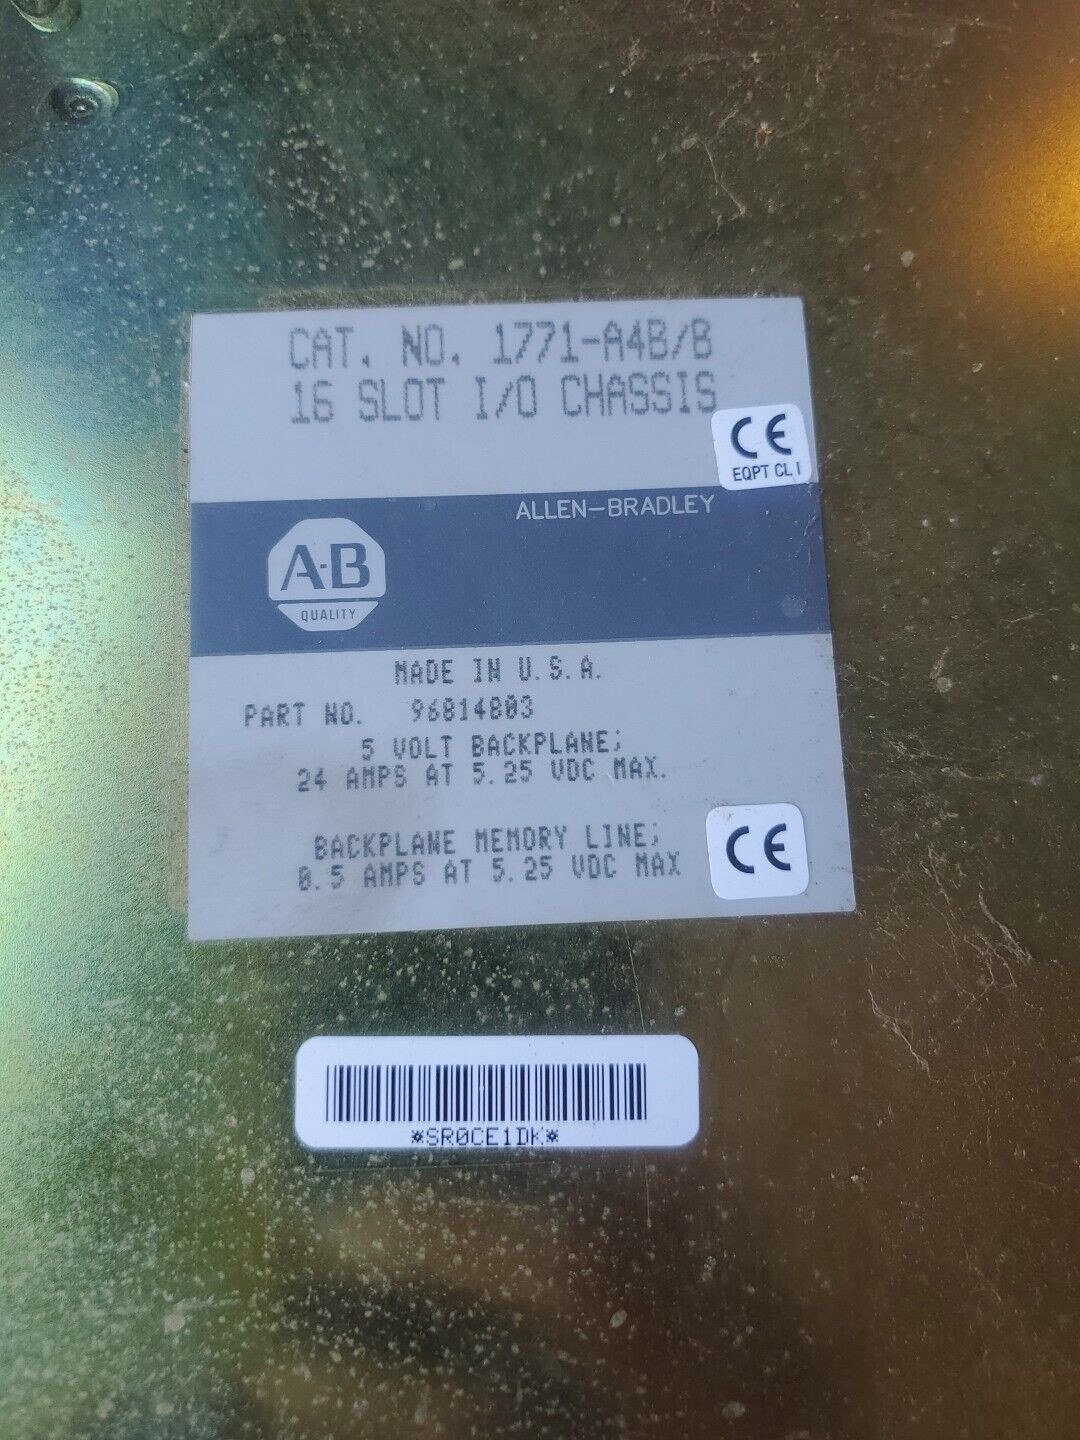 CAT. NO. 1771-A4B/B
16 SLOT I/O CHASSIS
CE
EQPT CL I
ALLEN-BRADLEY
A-B
QUALITY
MADE IN U.S.A.
PART NO. 96814803
5 VOLT BACKPLANE;
24 AMPS AT 5.25 VDC MAX.
BACKPLANE MEMORY LINE;
0.5 AMPS AT 5.25 VDC MAX
CE
*SR0CE1DK*